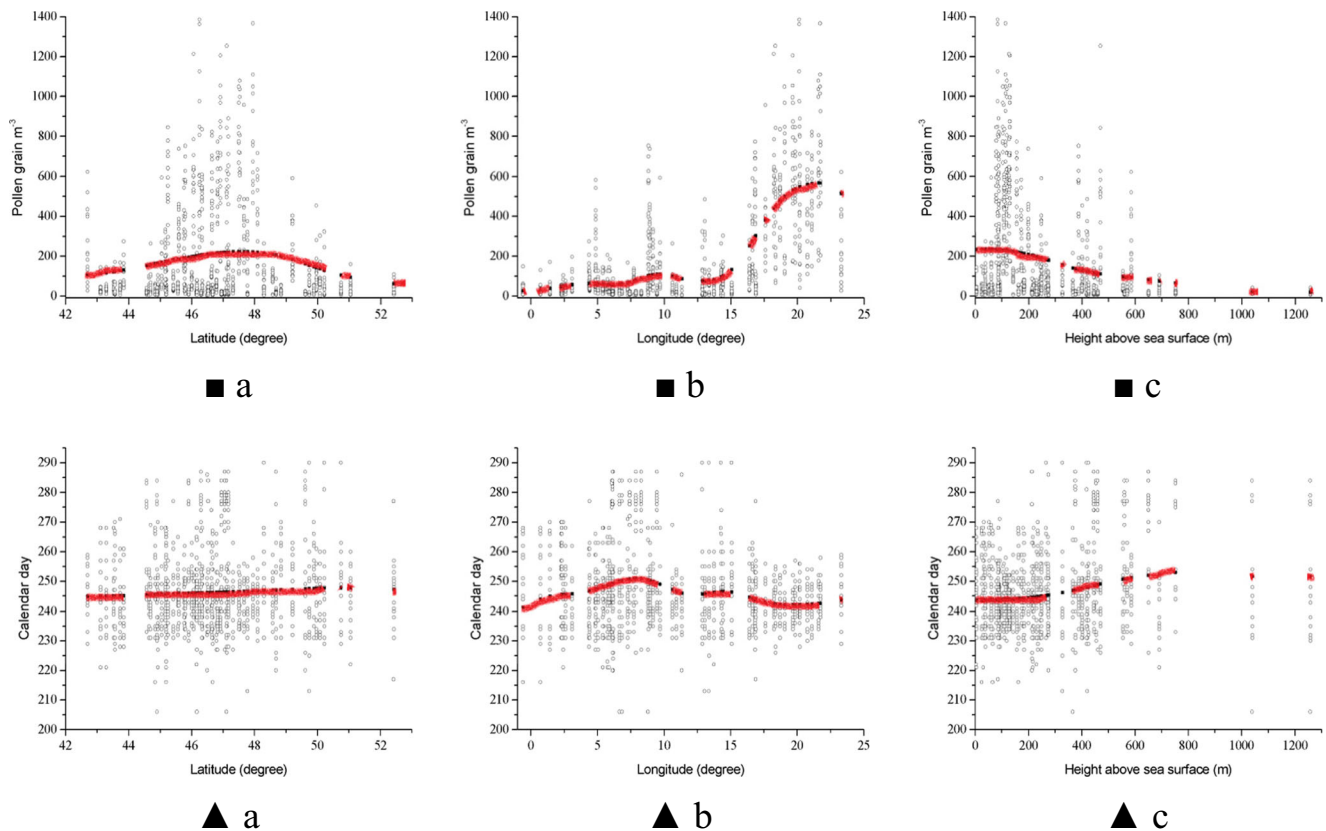 1400
1200
1000
800
600
400
200
0
Pollen grain m-3
42 44 46 48 50 52
Latitude (degree)
■ a
1400
1200
1000
800
600
400
200
0
Pollen grain m-3
0 5 10 15 20 25
Longitude (degree)
■ b
1400
1200
1000
800
600
400
200
0
Pollen grain m-3
0 200 400 600 800 1000 1200
Height above sea surface (m)
■ c
290
280
270
260
250
240
230
220
210
200
Calendar day
42 44 46 48 50 52
Latitude (degree)
▲ a
290
280
270
260
250
240
230
220
210
200
Calendar day
0 5 10 15 20 25
Longitude (degree)
▲ b
290
280
270
260
250
240
230
220
210
200
Calendar day
0 200 400 600 800 1000 1200
Height above sea surface (m)
▲ c